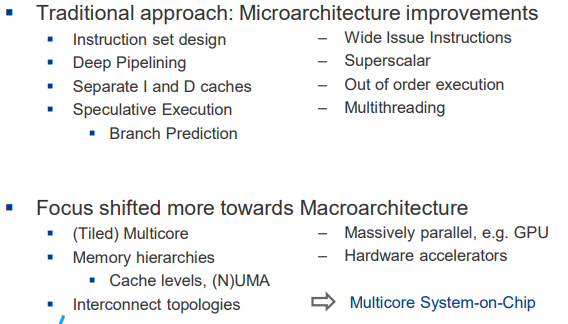 Traditional approach: Microarchitecture improvements
Instruction set design
Deep Pipelining
Separate I and D caches
Speculative Execution
Branch Prediction
– Wide Issue Instructions
– Superscalar
– Out of order execution
– Multithreading
Focus shifted more towards Macroarchitecture
(Tiled) Multicore
Memory hierarchies
Cache levels, (N)UMA
Interconnect topologies
– Massively parallel, e.g. GPU
– Hardware accelerators
Multicore System-on-Chip